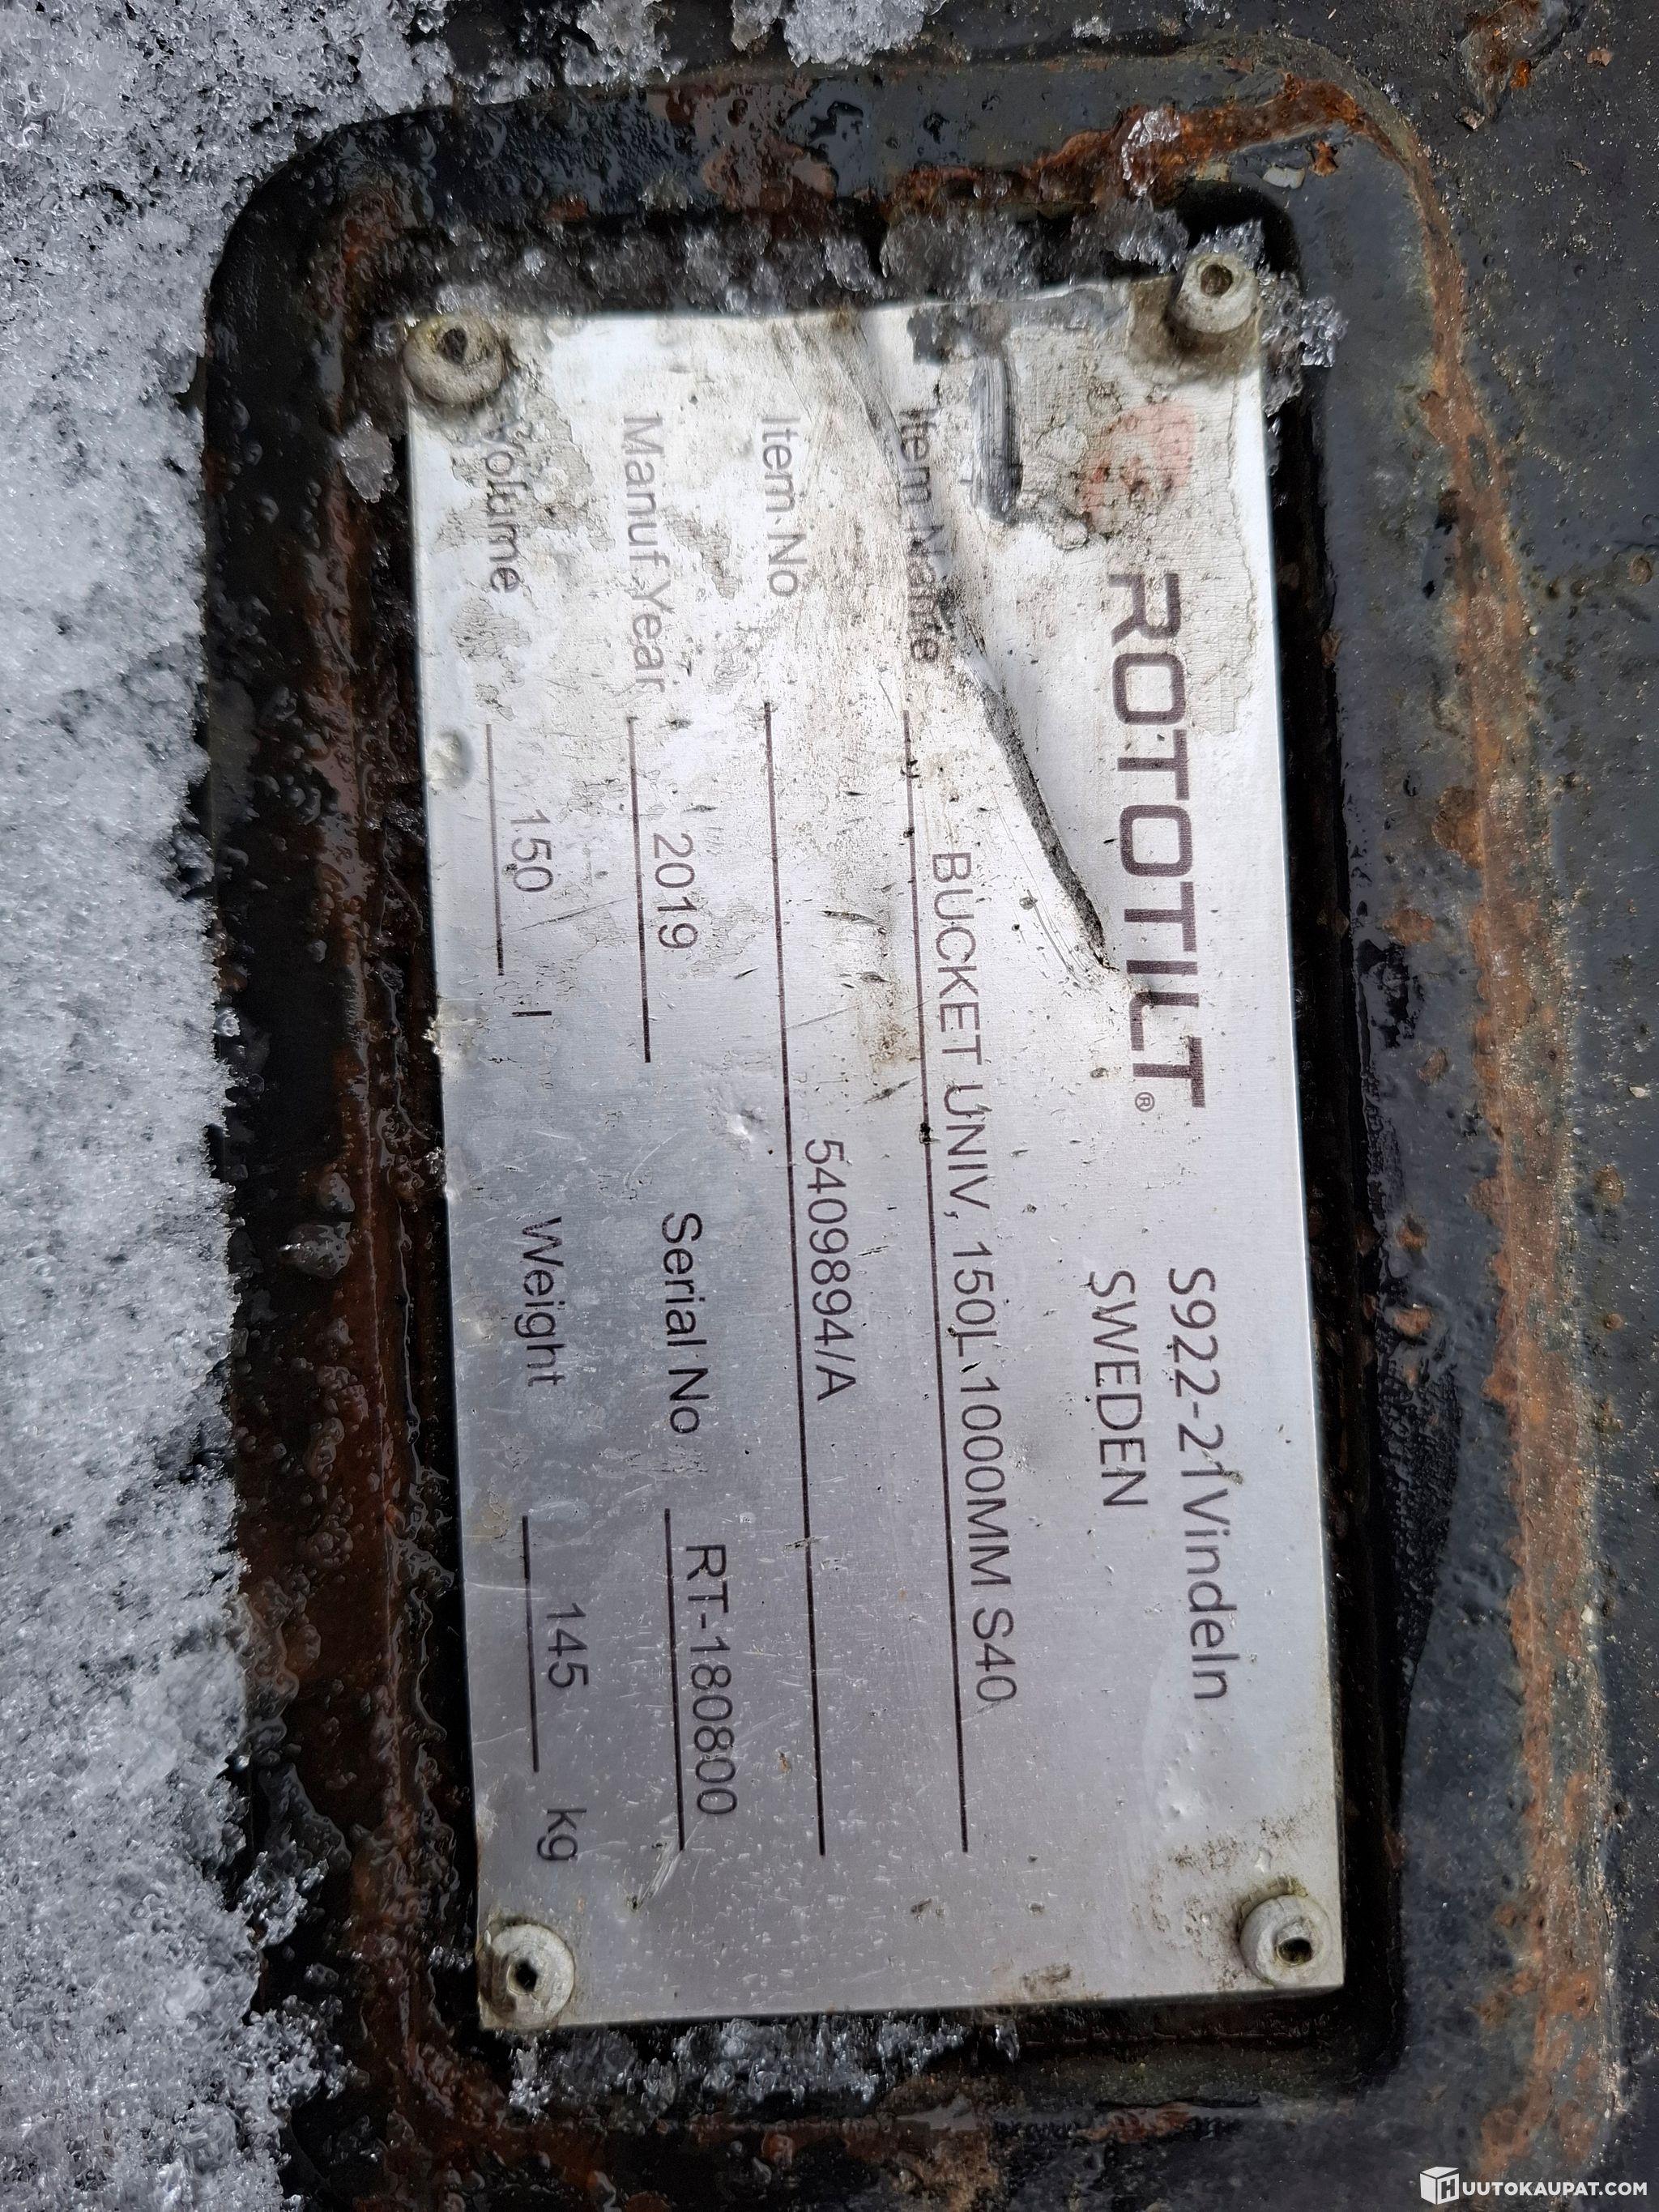 ROTOTILT® S922-21 Vindeln
SWEDEN
Item Name BUCKET UNIV, 150L 1000MM S40
Item No 5409894/A
Manuf Year 2019 Serial No RT-180800
Volume 150 l Weight 145 kg
HUUTOKAUPAT.COM